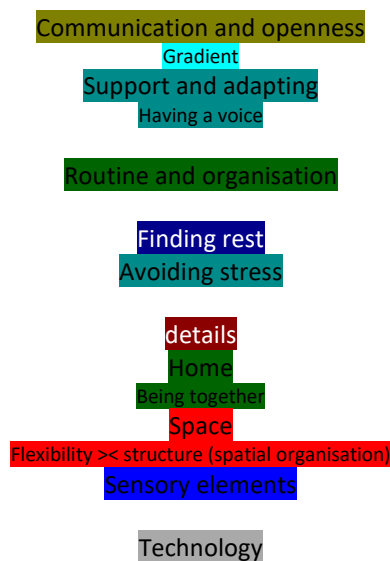 Communication and openness
Gradient
Support and adapting
Having a voice
Routine and organisation
Finding rest
Avoiding stress
details
Home
Being together
Space
Flexibility >< structure (spatial organisation)
Sensory elements
Technology